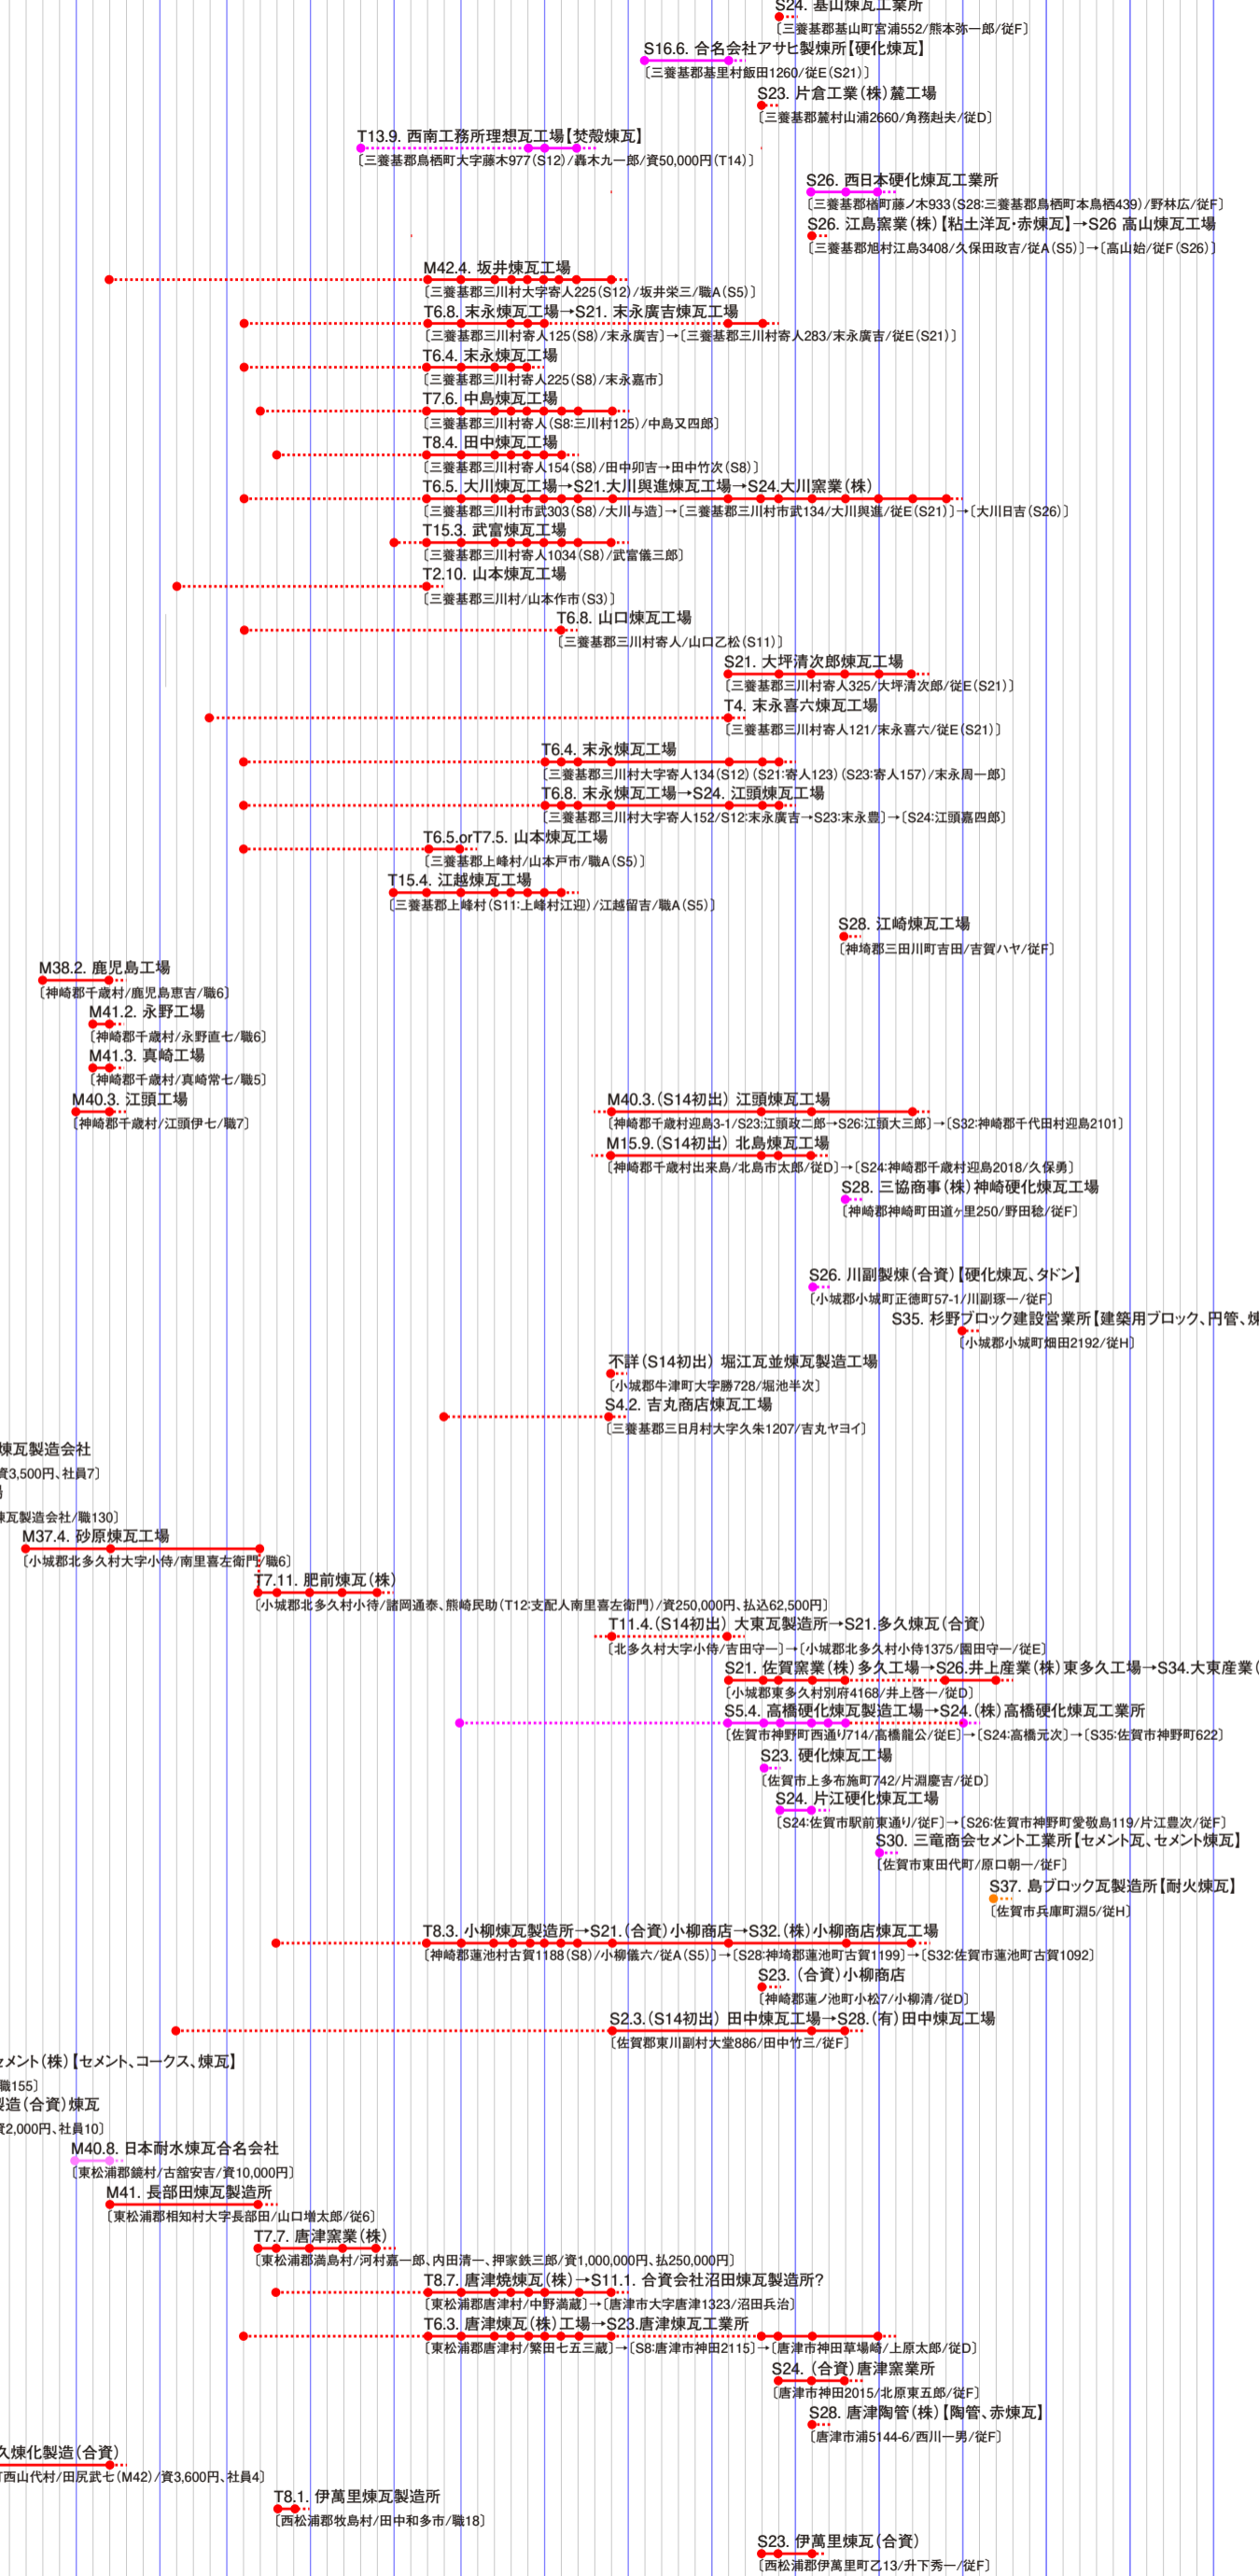 S24. 基山煉瓦工業所
〔三養基郡基山町宮浦552/熊本弥一郎/従F〕
S16.6. 合名会社アサヒ製煉所【硬化煉瓦】
〔三養基郡基里村飯田1260/従E(S21)〕
S23. 片倉工業(株)麓工場
〔三養基郡麓村山浦2660/角務赳夫/従D〕
T13.9. 西南工務所理想瓦工場【焚殻煉瓦】
〔三養基郡鳥栖町大字藤木977(S12)/轟木九一郎/資50,000円(T14)〕
S26. 西日本硬化煉瓦工業所
〔三養基郡楢町藤ノ木933(S28:三養基郡鳥栖町本鳥栖439)/野林広/従F〕
S26. 江島窯業(株)【粘土洋瓦・赤煉瓦】→S26 高山煉瓦工場
〔三養基郡旭村江島3408/久保田政吉/従A(S5)〕→〔高山始/従F(S26)〕
M42.4. 坂井煉瓦工場
〔三養基郡三川村大字寄人225(S12)/坂井栄三/職A(S5)〕
T6.8. 末永煉瓦工場→S21. 末永廣吉煉瓦工場
〔三養基郡三川村寄人125(S8)/末永廣吉〕→〔三養基郡三川村寄人283/末永廣吉/従E(S21)〕
T6.4. 末永煉瓦工場
〔三養基郡三川村寄人225(S8)/末永嘉市〕
T7.6. 中島煉瓦工場
〔三養基郡三川村寄人(S8:三川村125)/中島又四郎〕
T8.4. 田中煉瓦工場
〔三養基郡三川村寄人154(S8)/田中卯吉→田中竹次(S8)〕
T6.5. 大川煉瓦工場→S21.大川與進煉瓦工場→S24.大川窯業(株)
〔三養基郡三川村市武303(S8)/大川与造〕→〔三養基郡三川村市武134/大川與進/従E(S21)〕→〔大川日吉(S26)〕
T15.3. 武富煉瓦工場
〔三養基郡三川村寄人1034(S8)/武富儀三郎〕
T2.10. 山本煉瓦工場
〔三養基郡三川村/山本作市(S3)〕
T6.8. 山口煉瓦工場
〔三養基郡三川村寄人/山口乙松(S11)〕
S21. 大坪清次郎煉瓦工場
〔三養基郡三川村寄人325/大坪清次郎/従E(S21)〕
T4. 末永喜六煉瓦工場
〔三養基郡三川村寄人121/末永喜六/従E(S21)〕
T6.4. 末永煉瓦工場
〔三養基郡三川村大字寄人134(S12)(S21:寄人123)(S23:寄人157)/末永周一郎〕
T6.8. 末永煉瓦工場→S24. 江頭煉瓦工場
〔三養基郡三川村大字寄人152/S12:末永廣吉→S23:末永豊〕→〔S24:江頭嘉四郎〕
T6.5.orT7.5. 山本煉瓦工場
〔三養基郡上峰村/山本戸市/職A(S5)〕
T15.4. 江越煉瓦工場
〔三養基郡上峰村(S11:上峰村江迎)/江越留吉/職A(S5)〕
S28. 江崎煉瓦工場
〔神埼郡三田川町吉田/吉賀ハヤ/従F〕
M38.2. 鹿児島工場
〔神崎郡千歳村/鹿児島恵吉/職6〕
M41.2. 永野工場
〔神崎郡千歳村/永野直七/職6〕
M41.3. 真崎工場
〔神崎郡千歳村/真崎常七/職5〕
M40.3. 江頭工場
〔神崎郡千歳村/江頭伊七/職7〕
M40.3.(S14初出) 江頭煉瓦工場
〔神崎郡千歳村迎島3-1/S23:江頭政二郎→S26:江頭大三郎〕→〔S32:神崎郡千代田村迎島2101〕
M15.9.(S14初出) 北島煉瓦工場
〔神崎郡千歳村出来島/北島市太郎/従D〕→〔S24:神崎郡千歳村迎島2018/久保勇〕
S28. 三協商事(株)神崎硬化煉瓦工場
〔神崎郡神崎町田道ヶ里250/野田稔/従F〕
S26. 川副製煉(合資)【硬化煉瓦、タドン】
〔小城郡小城町正徳町57-1/川副琢一/従F〕
S35. 杉野ブロック建設営業所【建築用ブロック、円管、煉
〔小城郡小城町畑田2192/従H〕
不詳(S14初出) 堀江瓦並煉瓦製造工場
〔小城郡牛津町大字勝728/堀池半次〕
S4.2. 吉丸商店煉瓦工場
〔三養基郡三日月村大字久朱1207/吉丸ヤヨイ〕
煉瓦製造会社
資3,500円、社員7〕
場
煉瓦製造会社/職130〕
M37.4. 砂原煉瓦工場
〔小城郡北多久村大字小侍/南里喜左衛門/職6〕
T7.11. 肥前煉瓦(株)
〔小城郡北多久村小待/諸岡通泰、熊崎民助(T12:支配人南里喜左衛門)/資250,000円、払込62,500円〕
T11.4.(S14初出) 大東瓦製造所→S21.多久煉瓦(合資)
〔北多久村大字小侍/吉田守一〕→〔小城郡北多久村小侍1375/園田守一/従E〕
S21. 佐賀窯業(株)多久工場→S26.井上産業(株)東多久工場→S34.大東産業(
〔小城郡東多久村別府4168/井上啓一/従D〕
S5.4. 高橋硬化煉瓦製造工場→S24.(株)高橋硬化煉瓦工業所
〔佐賀市神野町西通り714/高橋龍公/従E〕→〔S24:高橋元次〕→〔S35:佐賀市神野町622〕
S23. 硬化煉瓦工場
〔佐賀市上多布施町742/片淵慶吉/従D〕
S24. 片江硬化煉瓦工場
〔S24:佐賀市駅前東通り/従F〕→〔S26:佐賀市神野町愛敬島119/片江豊次/従F〕
S30. 三竜商会セメント工業所【セメント瓦、セメント煉瓦】
〔佐賀市東田代町/原口朝一/従F〕
S37. 島ブロック瓦製造所【耐火煉瓦】
〔佐賀市兵庫町淵5/従H〕
T8.3. 小柳煉瓦製造所→S21.(合資)小柳商店→S32.(株)小柳商店煉瓦工場
〔神崎郡蓮池村古賀1188(S8)/小柳儀六/従A(S5)〕→〔S28:神埼郡蓮池町古賀1199〕→〔S32:佐賀市蓮池町古賀1092〕
S23. (合資)小柳商店
〔神崎郡蓮ノ池町小松7/小柳清/従D〕
S2.3.(S14初出) 田中煉瓦工場→S28.(有)田中煉瓦工場
〔佐賀郡東川副村大堂886/田中竹三/従F〕
セメント(株)【セメント、コークス、煉瓦】
職155〕
製造(合資)煉瓦
資2,000円、社員10〕
M40.8. 日本耐水煉瓦合名会社
〔東松浦郡鏡村/古舘安吉/資10,000円〕
M41. 長部田煉瓦製造所
〔東松浦郡相知村大字長部田/山口増太郎/従6〕
T7.7. 唐津窯業(株)
〔東松浦郡満島村/河村嘉一郎、内田清一、押家鉄三郎/資1,000,000円、払250,000円〕
T8.7. 唐津焼煉瓦(株)→S11.1. 合資会社沼田煉瓦製造所?
〔東松浦郡唐津村/中野満蔵〕→〔唐津市大字唐津1323/沼田兵治〕
T6.3. 唐津煉瓦(株)工場→S23.唐津煉瓦工業所
〔東松浦郡唐津村/繁田七五三蔵〕→〔S8:唐津市神田2115〕→〔唐津市神田草場崎/上原太郎/従D〕
S24. (合資)唐津窯業所
〔唐津市神田2015/北原東五郎/従F〕
S28. 唐津陶管(株)【陶管、赤煉瓦】
〔唐津市浦5144-6/西川一男/従F〕
久煉化製造(合資)
町西山代村/田尻武七(M42)/資3,600円、社員4〕
T8.1. 伊萬里煉瓦製造所
〔西松浦郡牧島村/田中和多市/職18〕
S23. 伊萬里煉瓦(合資)
〔西松浦郡伊萬里町乙13/升下秀一/従F〕